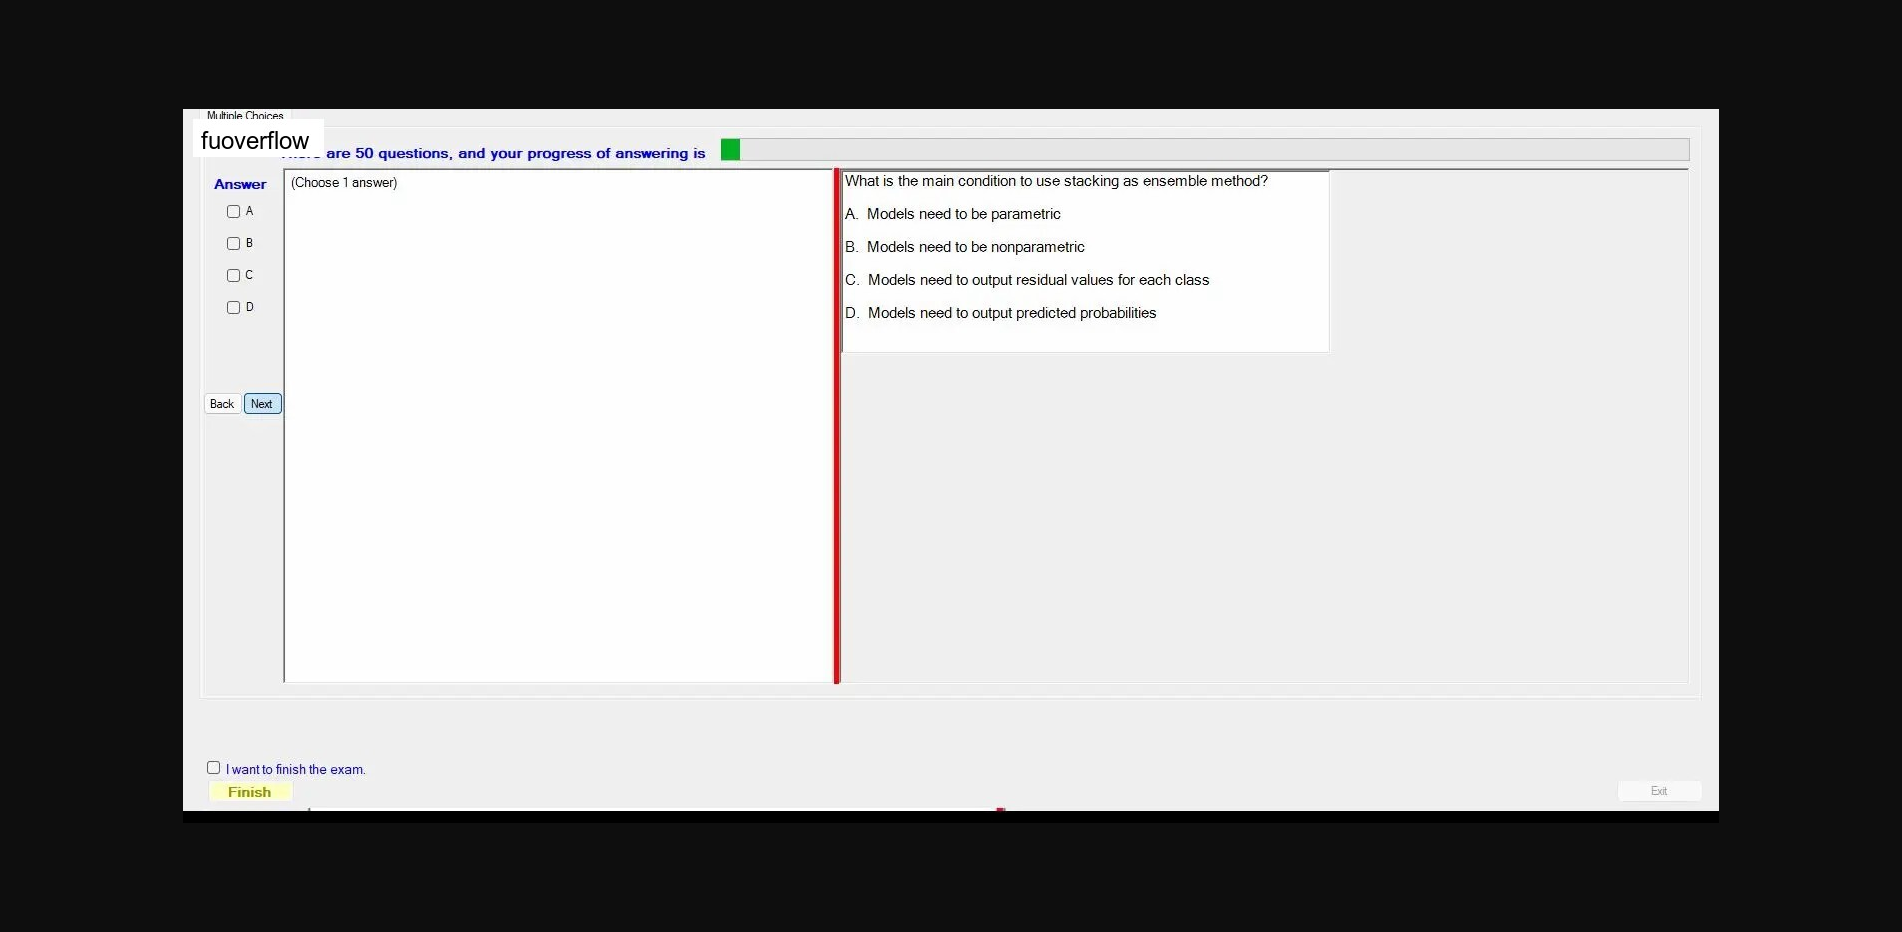 Multiple Choices
fuoverflow
are 50 questions, and your progress of answering is
Answer
(Choose 1 answer)
A
B
C
D
Back
Next
What is the main condition to use stacking as ensemble method?
A. Models need to be parametric
B. Models need to be nonparametric
C. Models need to output residual values for each class
D. Models need to output predicted probabilities
I want to finish the exam.
Finish
Exit